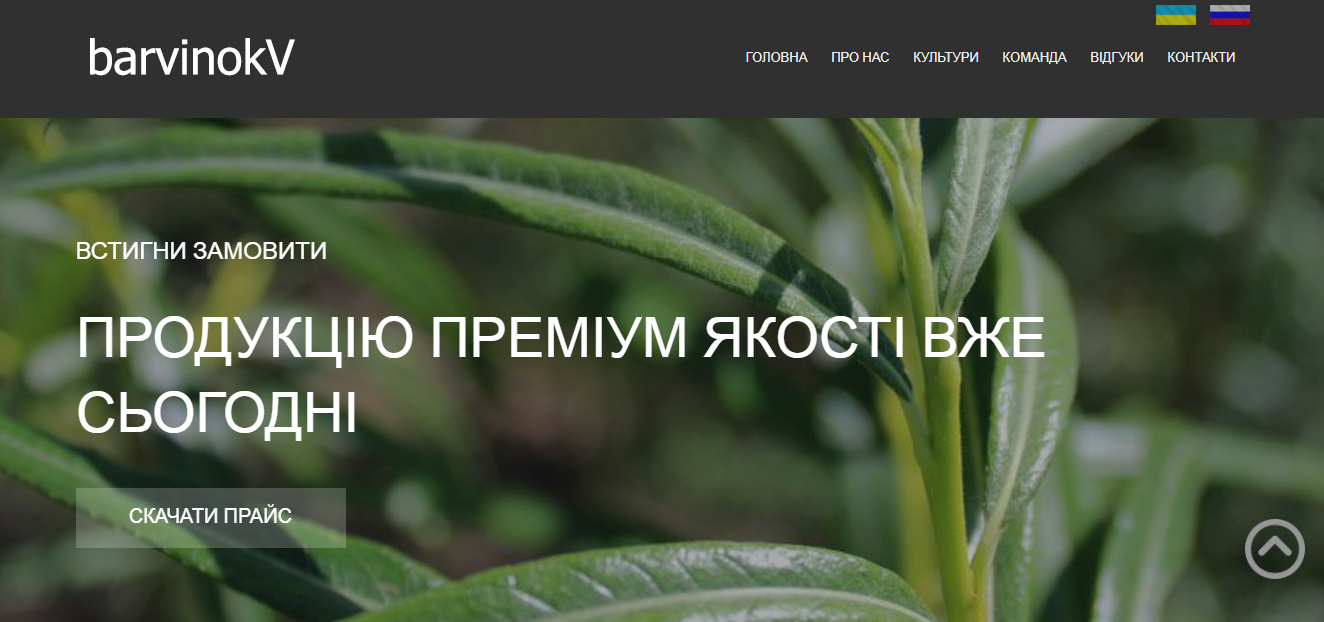 barvinokV
ГОЛОВНА ПРО НАС КУЛЬТУРИ КОМАНДА ВІДГУКИ КОНТАКТИ
ВСТИГНИ ЗАМОВИТИ
ПРОДУКЦІЮ ПРЕМІУМ ЯКОСТІ ВЖЕ
СЬОГОДНІ
СКАЧАТИ ПРАЙС